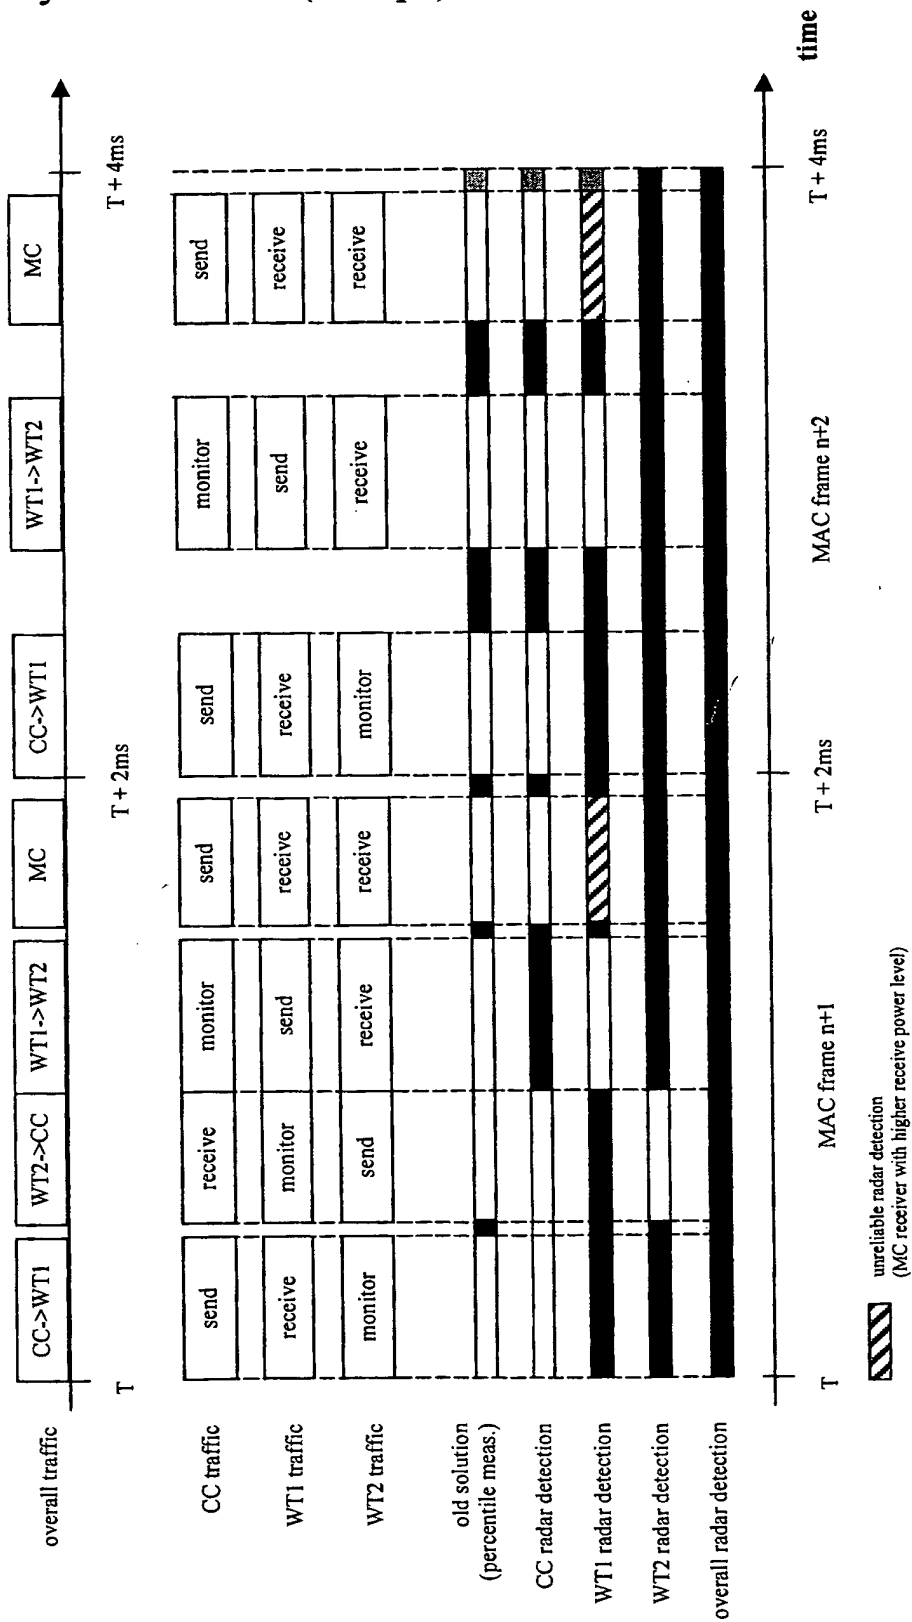 overall traffic
CC->WT1
WT2->CC
WT1->WT2
MC
CC->WT1
WT1->WT2
MC
T
T + 2ms
T + 4ms
CC traffic
send
receive
monitor
send
send
monitor
send
WT1 traffic
receive
monitor
send
receive
receive
send
receive
WT2 traffic
monitor
send
receive
receive
monitor
receive
receive
old solution
(percentile meas.)
CC radar detection
WT1 radar detection
WT2 radar detection
overall radar detection
T
MAC frame n+1
T + 2ms
MAC frame n+2
T + 4ms
time
unreliable radar detection
(MC receiver with higher receive power level)